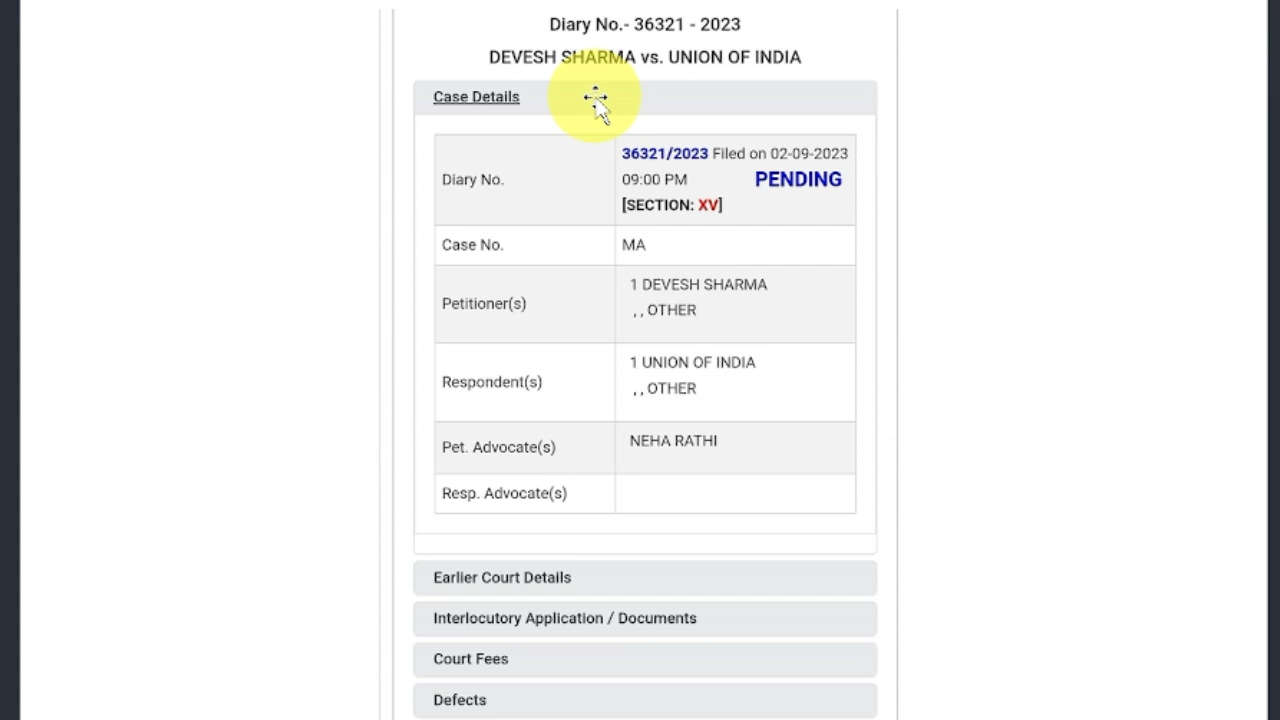 Diary No.- 36321 - 2023
DEVESH SHARMA vs. UNION OF INDIA
Case Details
Diary No.
36321/2023 Filed on 02-09-2023
09:00 PM PENDING
[SECTION: XV]
Case No.
MA
Petitioner(s)
1 DEVESH SHARMA
, , OTHER
Respondent(s)
1 UNION OF INDIA
, , OTHER
Pet. Advocate(s)
NEHA RATHI
Resp. Advocate(s)
Earlier Court Details
Interlocutory Application / Documents
Court Fees
Defects